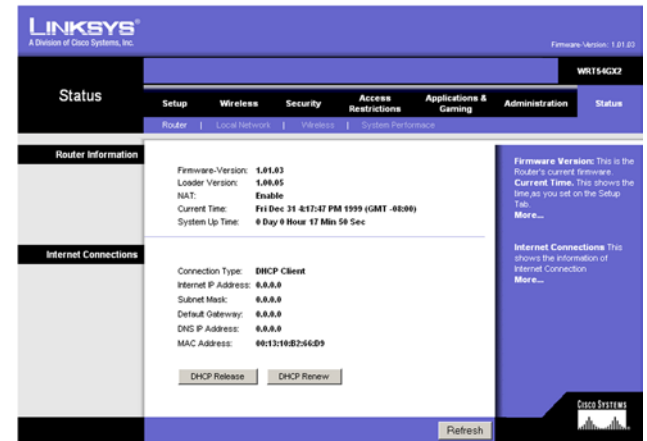 LINKSYS®
A Division of Cisco Systems, Inc.
Firmware-Version: 1.01.03
WRT54GX2
Status
Setup Wireless Security Access Restrictions Applications & Gaming Administration Status
Router | Local Network | Wireless | System Performace
Router Information
Firmware-Version: 1.01.03
Loader Version: 1.00.05
NAT: Enable
Current Time: Fri Dec 31 4:17:47 PM 1999 (GMT -08:00)
System Up Time: 0 Day 0 Hour 17 Min 50 Sec
Internet Connections
Connection Type: DHCP Client
Internet IP Address: 0.0.0.0
Subnet Mask: 0.0.0.0
Default Gateway: 0.0.0.0
DNS IP Address: 0.0.0.0
MAC Address: 00:13:10:B2:66:D9
DHCP Release DHCP Renew
Firmware Version: This is the
Router's current firmware.
Current Time. This shows the
time,as you set on the Setup
Tab.
More...
Internet Connections This
shows the information of
Internet Connection
More...
Refresh
CISCO SYSTEMS